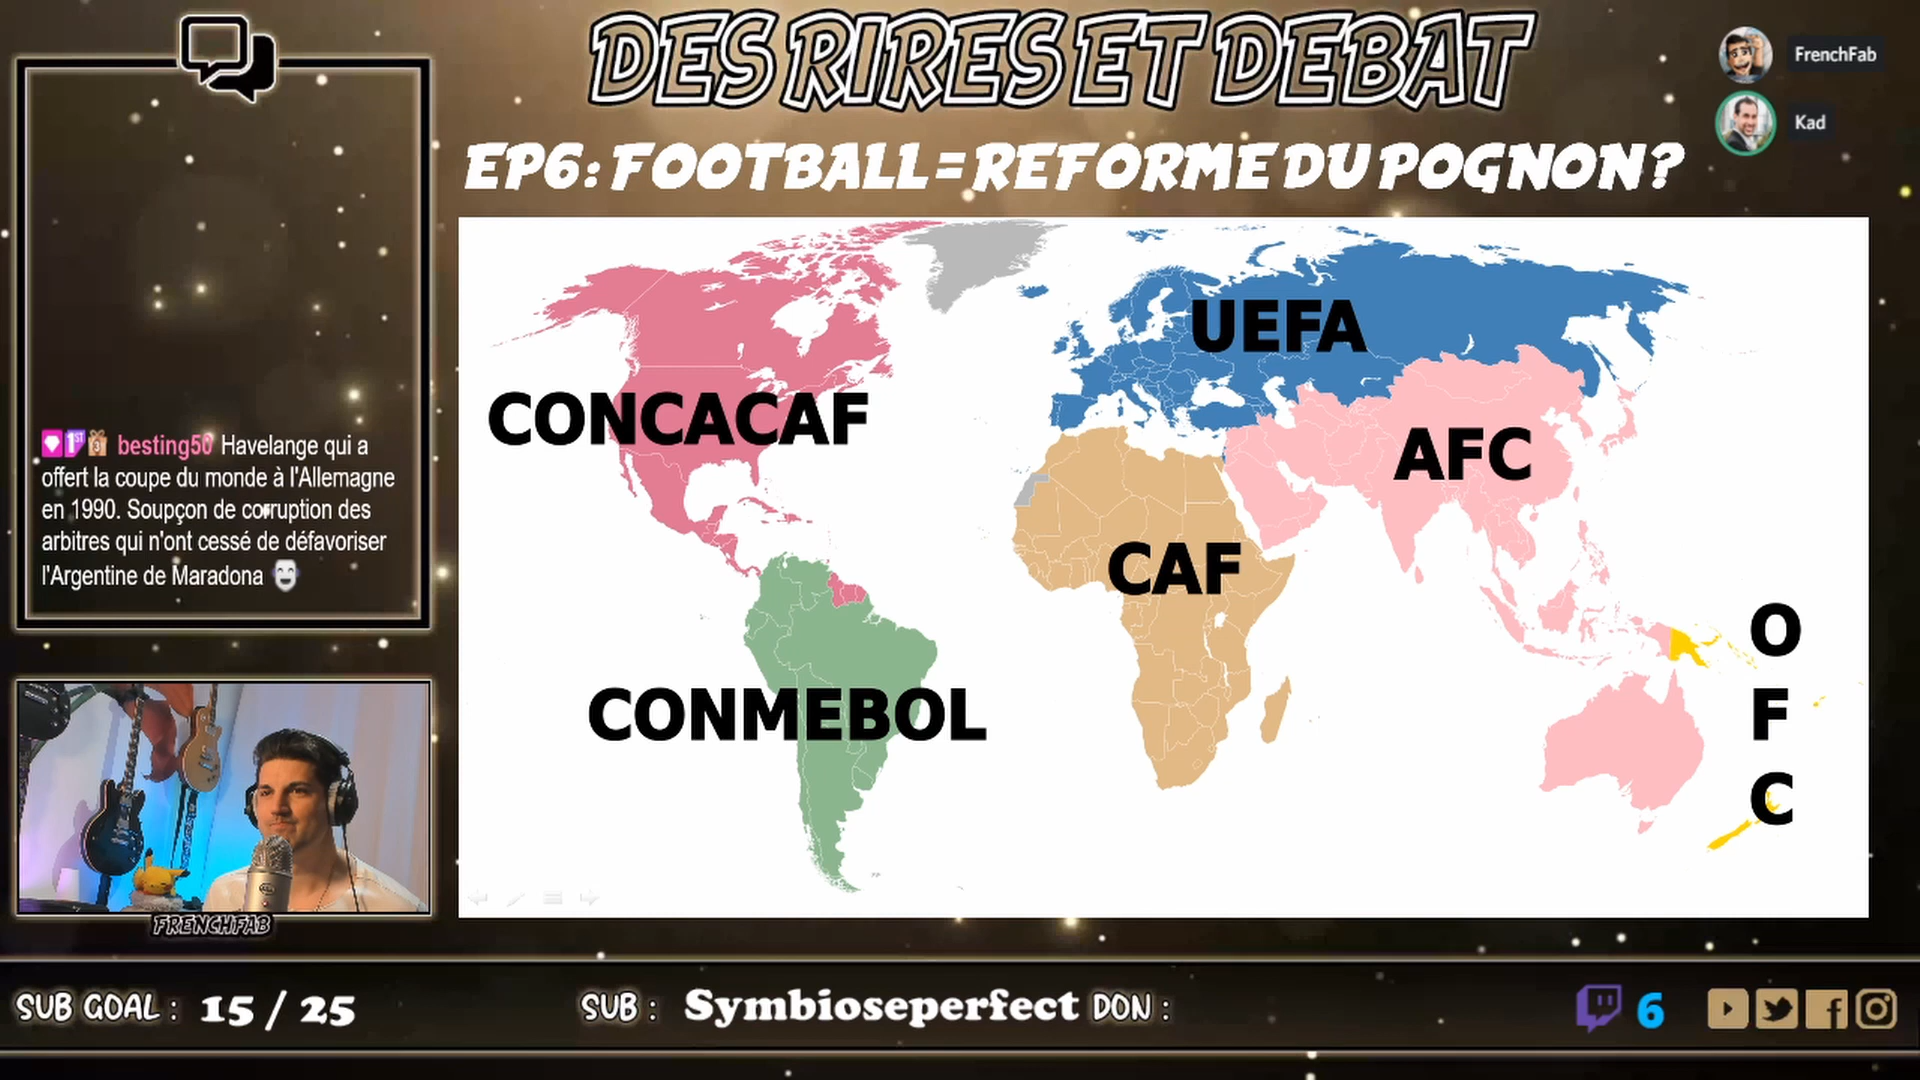 DES RIRES ET DEBAT
FrenchFab
Kad
EP6: FOOTBALL = REFORME DU POGNON?
1ST 3 besting50 Havelange qui a
offert la coupe du monde à l'Allemagne
en 1990. Soupçon de corruption des
arbitres qui n'ont cessé de défavoriser
l'Argentine de Maradona
UEFA
CONCACAF
AFC
CAF
CONMEBOL
O
F
C
FRENCHFAB
SUB GOAL : 15 / 25
SUB : Symbioseperfect DON :
6